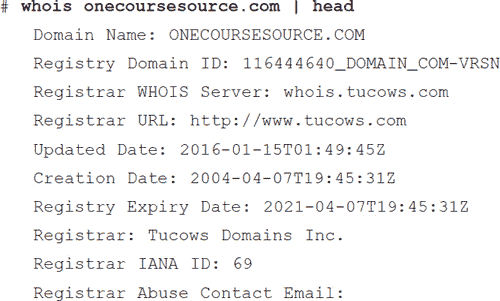 # whois onecoursesource.com | head
Domain Name: ONECOURSESOURCE.COM
Registry Domain ID: 116444640_DOMAIN_COM-VRSN
Registrar WHOIS Server: whois.tucows.com
Registrar URL: http://www.tucows.com
Updated Date: 2016-01-15T01:49:45Z
Creation Date: 2004-04-07T19:45:31Z
Registry Expiry Date: 2021-04-07T19:45:31Z
Registrar: Tucows Domains Inc.
Registrar IANA ID: 69
Registrar Abuse Contact Email: